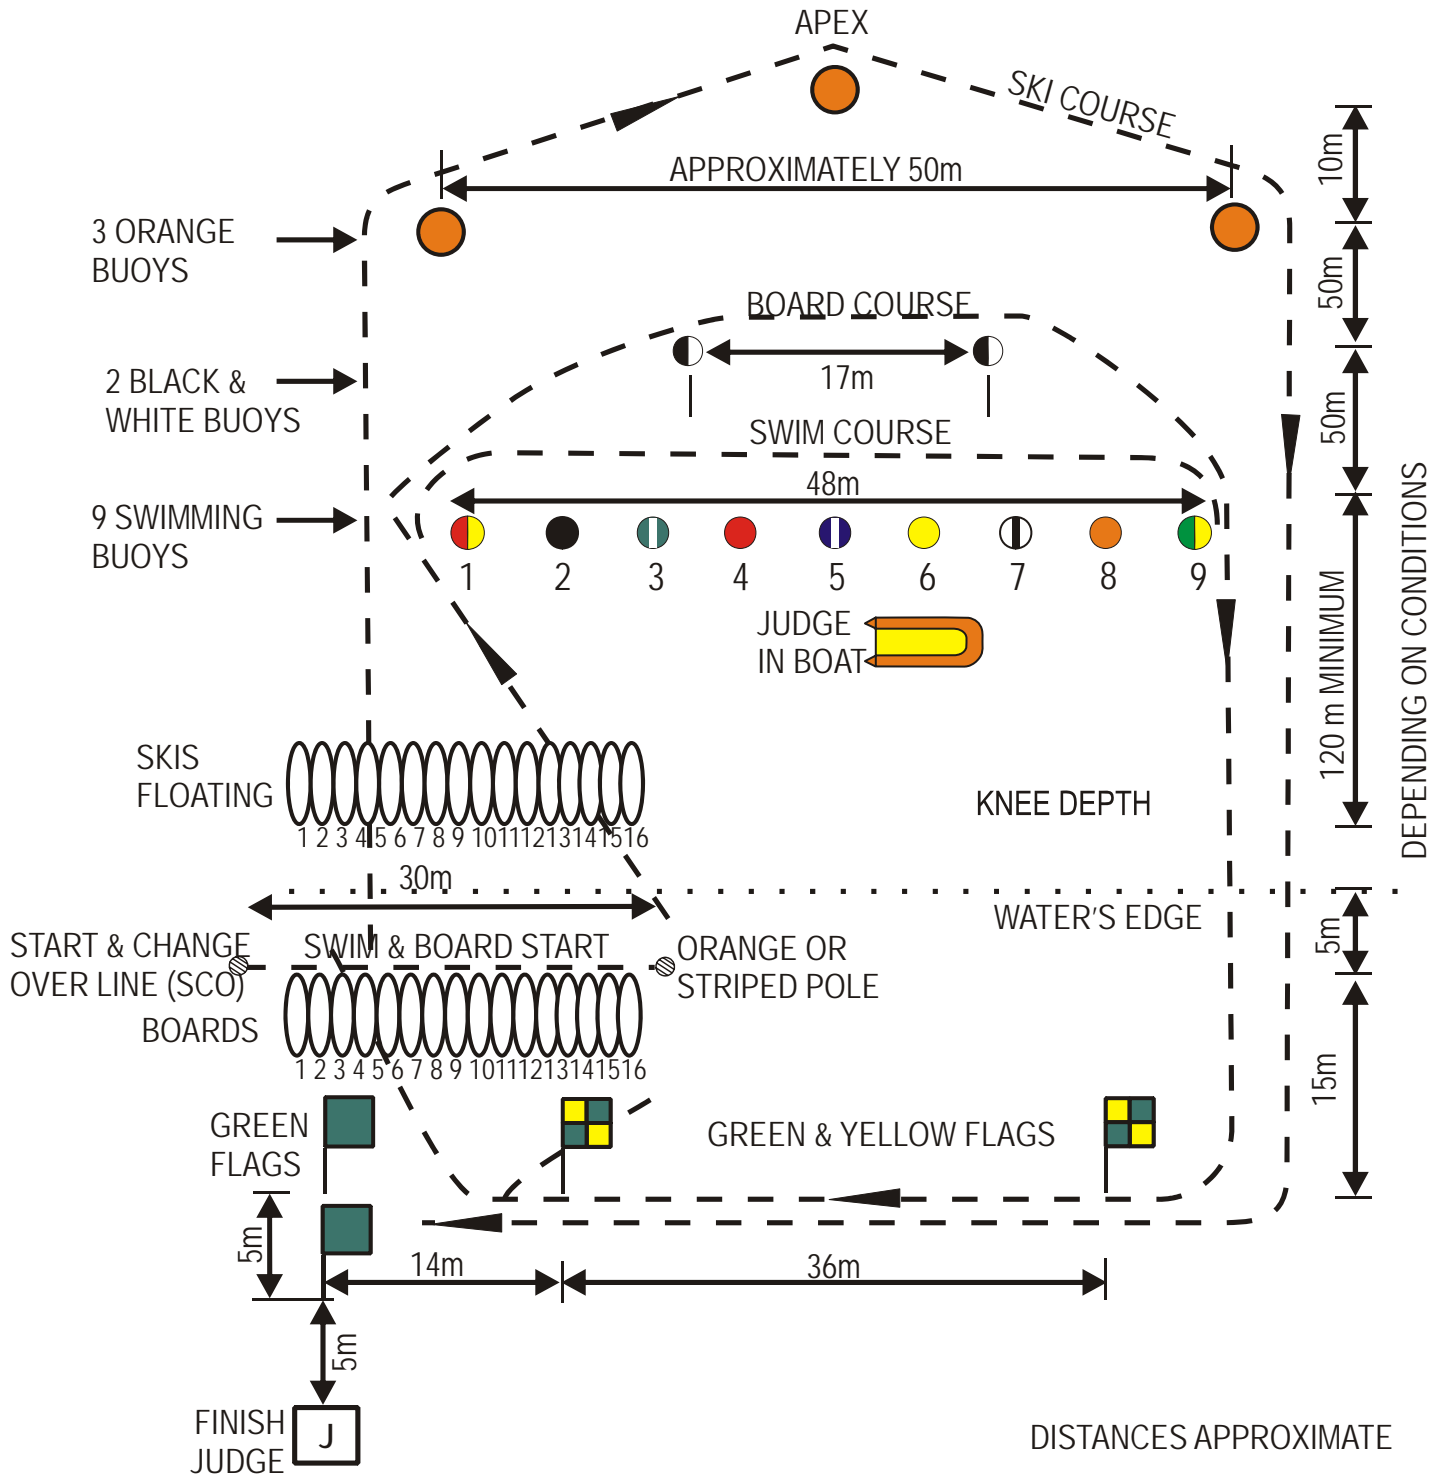 APEX
SKI COURSE
10m
APPROXIMATELY 50m
3 ORANGE
BUOYS
50m
BOARD COURSE
2 BLACK &
WHITE BUOYS
17m
50m
SWIM COURSE
48m
9 SWIMMING
BUOYS
1 2 3 4 5 6 7 8 9
JUDGE
IN BOAT
120 m MINIMUM
DEPENDING ON CONDITIONS
SKIS
FLOATING
KNEE DEPTH
1 2 3 4 5 6 7 8 9 10 11 12 13 14 15 16
30m
WATER'S EDGE
5m
START & CHANGE
OVER LINE (SCO)
SWIM & BOARD START
ORANGE OR
STRIPED POLE
BOARDS
1 2 3 4 5 6 7 8 9 10 11 12 13 14 15 16
15m
GREEN
FLAGS
GREEN & YELLOW FLAGS
5m
14m
36m
5m
FINISH
JUDGE
J
DISTANCES APPROXIMATE